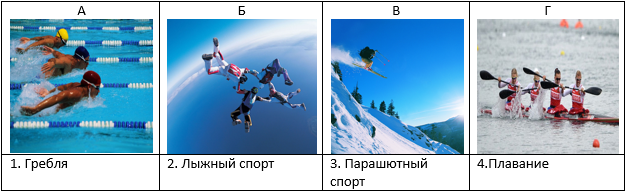 А Б В Г
1. Гребля 2. Лыжный спорт 3. Парашютный спорт 4.Плавание